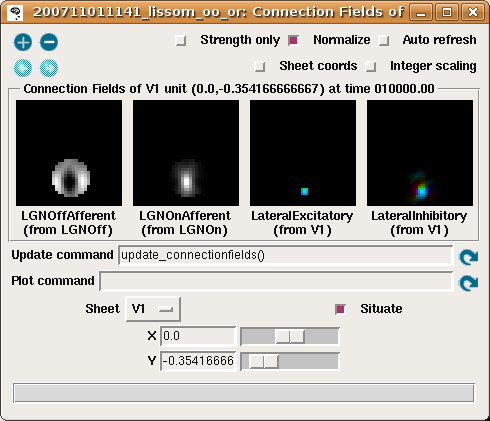 200711011141_lissom_oo_or: Connection Fields of
Strength only Normalize Auto refresh
Sheet coords Integer scaling
Connection Fields of V1 unit (0.0,-0.354166666667) at time 010000.00
LGNOffAfferent LGNOnAfferent LateralExcitatory LateralInhibitory
(from LGNOff) (from LGNOn) (from V1) (from V1)
Update command update_connectionfields()
Plot command
Sheet V1 Situate
X 0.0
Y -0.35416666